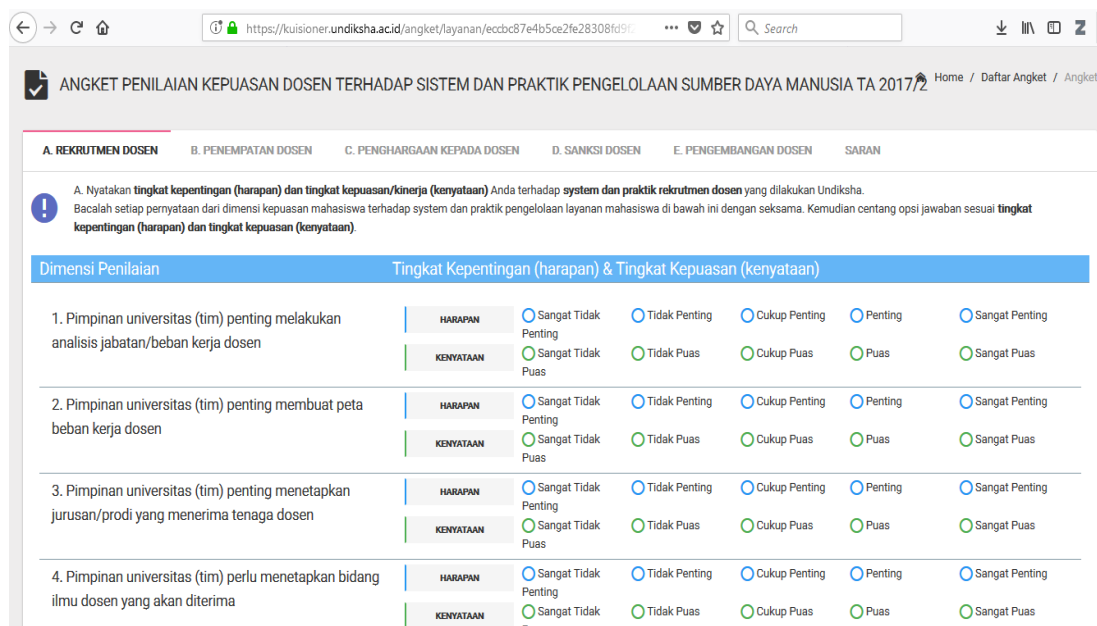 https://kuisioner.undiksha.ac.id/angket/layanan/eccbc87e4b5ce2fe28308fd9f2
Search
ANGKET PENILAIAN KEPUASAN DOSEN TERHADAP SISTEM DAN PRAKTIK PENGELOLAAN SUMBER DAYA MANUSIA TA 2017/2
Home / Daftar Angket / Angket
A. REKRUTMEN DOSEN B. PENEMPATAN DOSEN C. PENGHARGAAN KEPADA DOSEN D. SANKSI DOSEN E. PENGEMBANGAN DOSEN SARAN
A. Nyatakan tingkat kepentingan (harapan) dan tingkat kepuasan/kinerja (kenyataan) Anda terhadap system dan praktik rekrutmen dosen yang dilakukan Undiksha.
Bacalah setiap pernyataan dari dimensi kepuasan mahasiswa terhadap system dan praktik pengelolaan layanan mahasiswa di bawah ini dengan seksama. Kemudian centang opsi jawaban sesuai tingkat
kepentingan (harapan) dan tingkat kepuasan (kenyataan).
Dimensi Penilaian Tingkat Kepentingan (harapan) & Tingkat Kepuasan (kenyataan)
1. Pimpinan universitas (tim) penting melakukan
analisis jabatan/beban kerja dosen
HARAPAN Sangat Tidak Tidak Penting Cukup Penting Penting Sangat Penting
Penting
KENYATAAN Sangat Tidak Tidak Puas Cukup Puas Puas Sangat Puas
Puas
2. Pimpinan universitas (tim) penting membuat peta
beban kerja dosen
HARAPAN Sangat Tidak Tidak Penting Cukup Penting Penting Sangat Penting
Penting
KENYATAAN Sangat Tidak Tidak Puas Cukup Puas Puas Sangat Puas
Puas
3. Pimpinan universitas (tim) penting menetapkan
jurusan/prodi yang menerima tenaga dosen
HARAPAN Sangat Tidak Tidak Penting Cukup Penting Penting Sangat Penting
Penting
KENYATAAN Sangat Tidak Tidak Puas Cukup Puas Puas Sangat Puas
Puas
4. Pimpinan universitas (tim) perlu menetapkan bidang
ilmu dosen yang akan diterima
HARAPAN Sangat Tidak Tidak Penting Cukup Penting Penting Sangat Penting
Penting
KENYATAAN Sangat Tidak Tidak Puas Cukup Puas Puas Sangat Puas